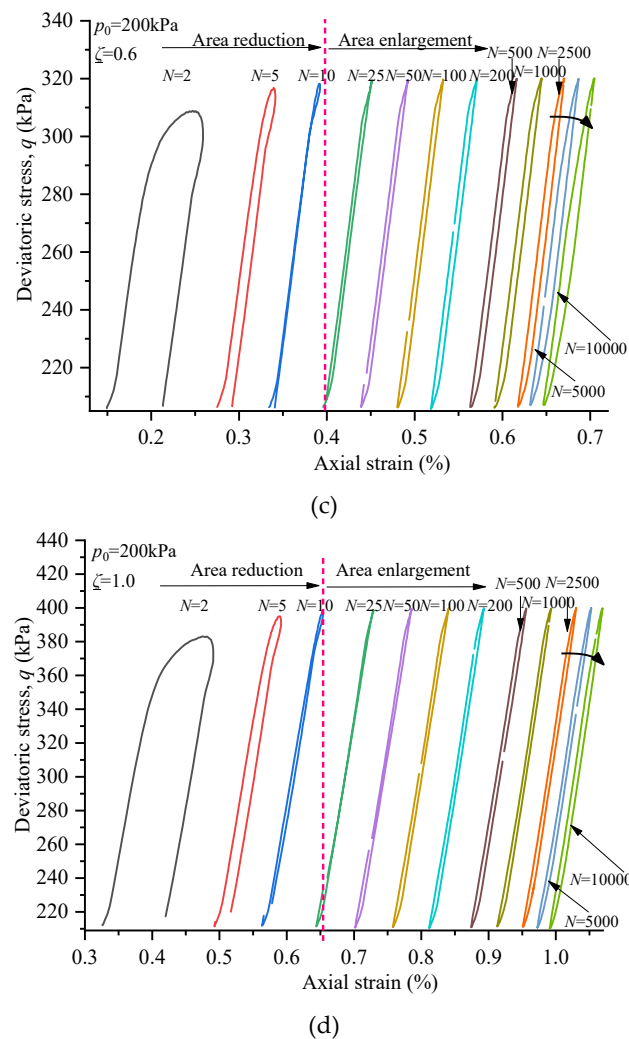 p₀=200kPa
ζ=0.6
Area reduction
Area enlargement
N=500
N=2500
N=2
N=5
N=10
N=25
N=50
N=100
N=200
N=1000
340
320
300
280
260
240
220
Deviatoric stress, q (kPa)
N=10000
N=5000
0.2
0.3
0.4
0.5
0.6
0.7
Axial strain (%)
(c)
p₀=200kPa
ζ=1.0
Area reduction
Area enlargement
N=500
N=2500
N=2
N=5
N=10
N=25
N=50
N=100
N=200
N=1000
440
420
400
380
360
340
320
300
280
260
240
220
Deviatoric stress, q (kPa)
N=10000
N=5000
0.3
0.4
0.5
0.6
0.7
0.8
0.9
1.0
Axial strain (%)
(d)